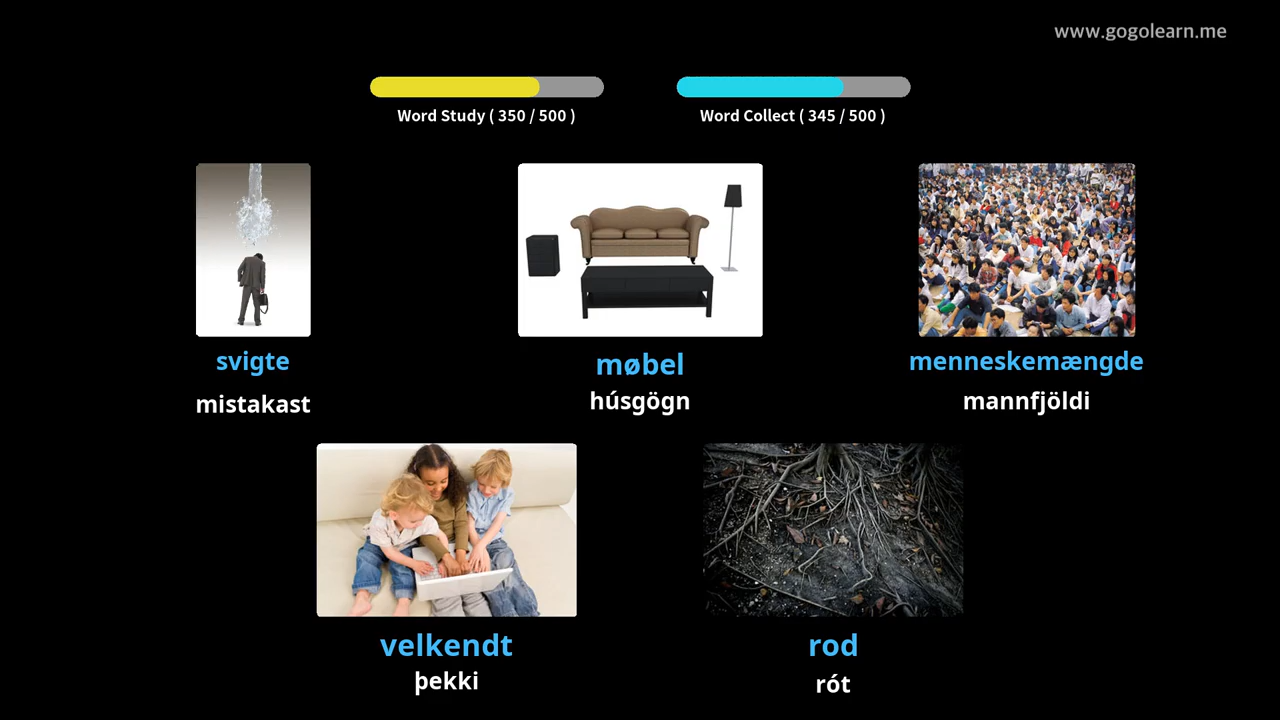 www.gogolearn.me
Word Study ( 350 / 500 )
Word Collect ( 345 / 500 )
svigte
mistakast
møbel
húsgögn
menneskemængde
mannfjöldi
velkendt
þekki
rod
rót